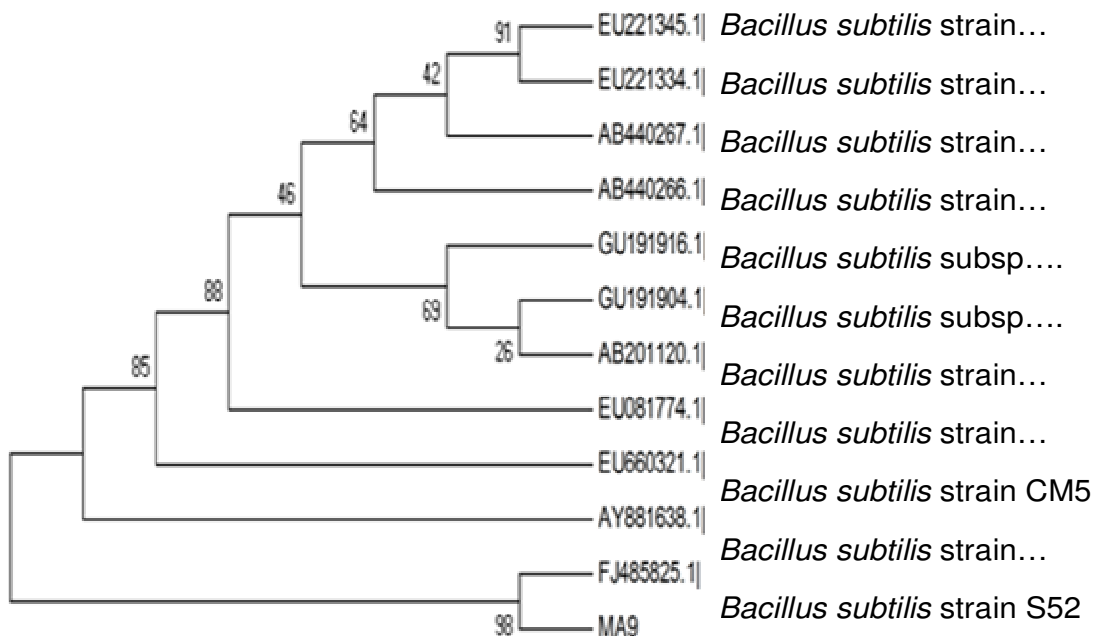 91 EU221345.1| Bacillus subtilis strain…
42 EU221334.1| Bacillus subtilis strain…
64 AB440267.1| Bacillus subtilis strain…
46 AB440266.1| Bacillus subtilis strain…
GU191916.1| Bacillus subtilis subsp….
88 69 GU191904.1| Bacillus subtilis subsp….
26 AB201120.1| Bacillus subtilis strain…
85 EU081774.1| Bacillus subtilis strain…
EU660321.1| Bacillus subtilis strain CM5
AY881638.1| Bacillus subtilis strain…
FJ485825.1| Bacillus subtilis strain S52
98 MA9